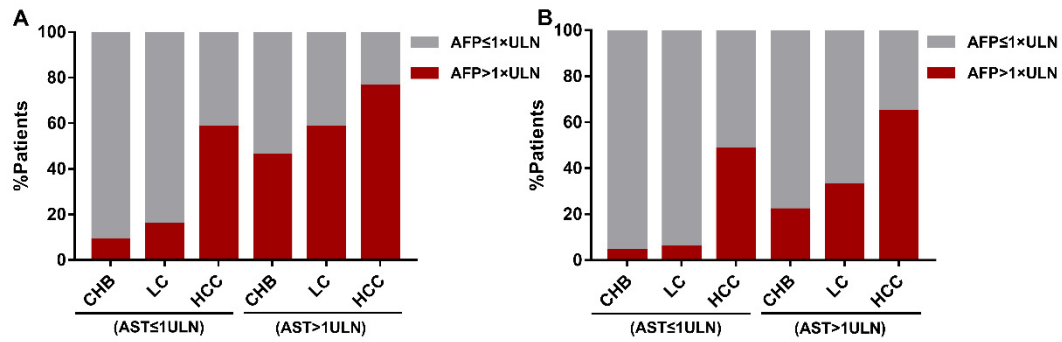 A
%Patients
100
80
60
40
20
0
CHB
LC
HCC
CHB
LC
HCC
(AST≤1ULN)
(AST>1ULN)
AFP≤1×ULN
AFP>1×ULN
B
%Patients
100
80
60
40
20
0
CHB
LC
HCC
CHB
LC
HCC
(AST≤1ULN)
(AST>1ULN)
AFP≤1×ULN
AFP>1×ULN